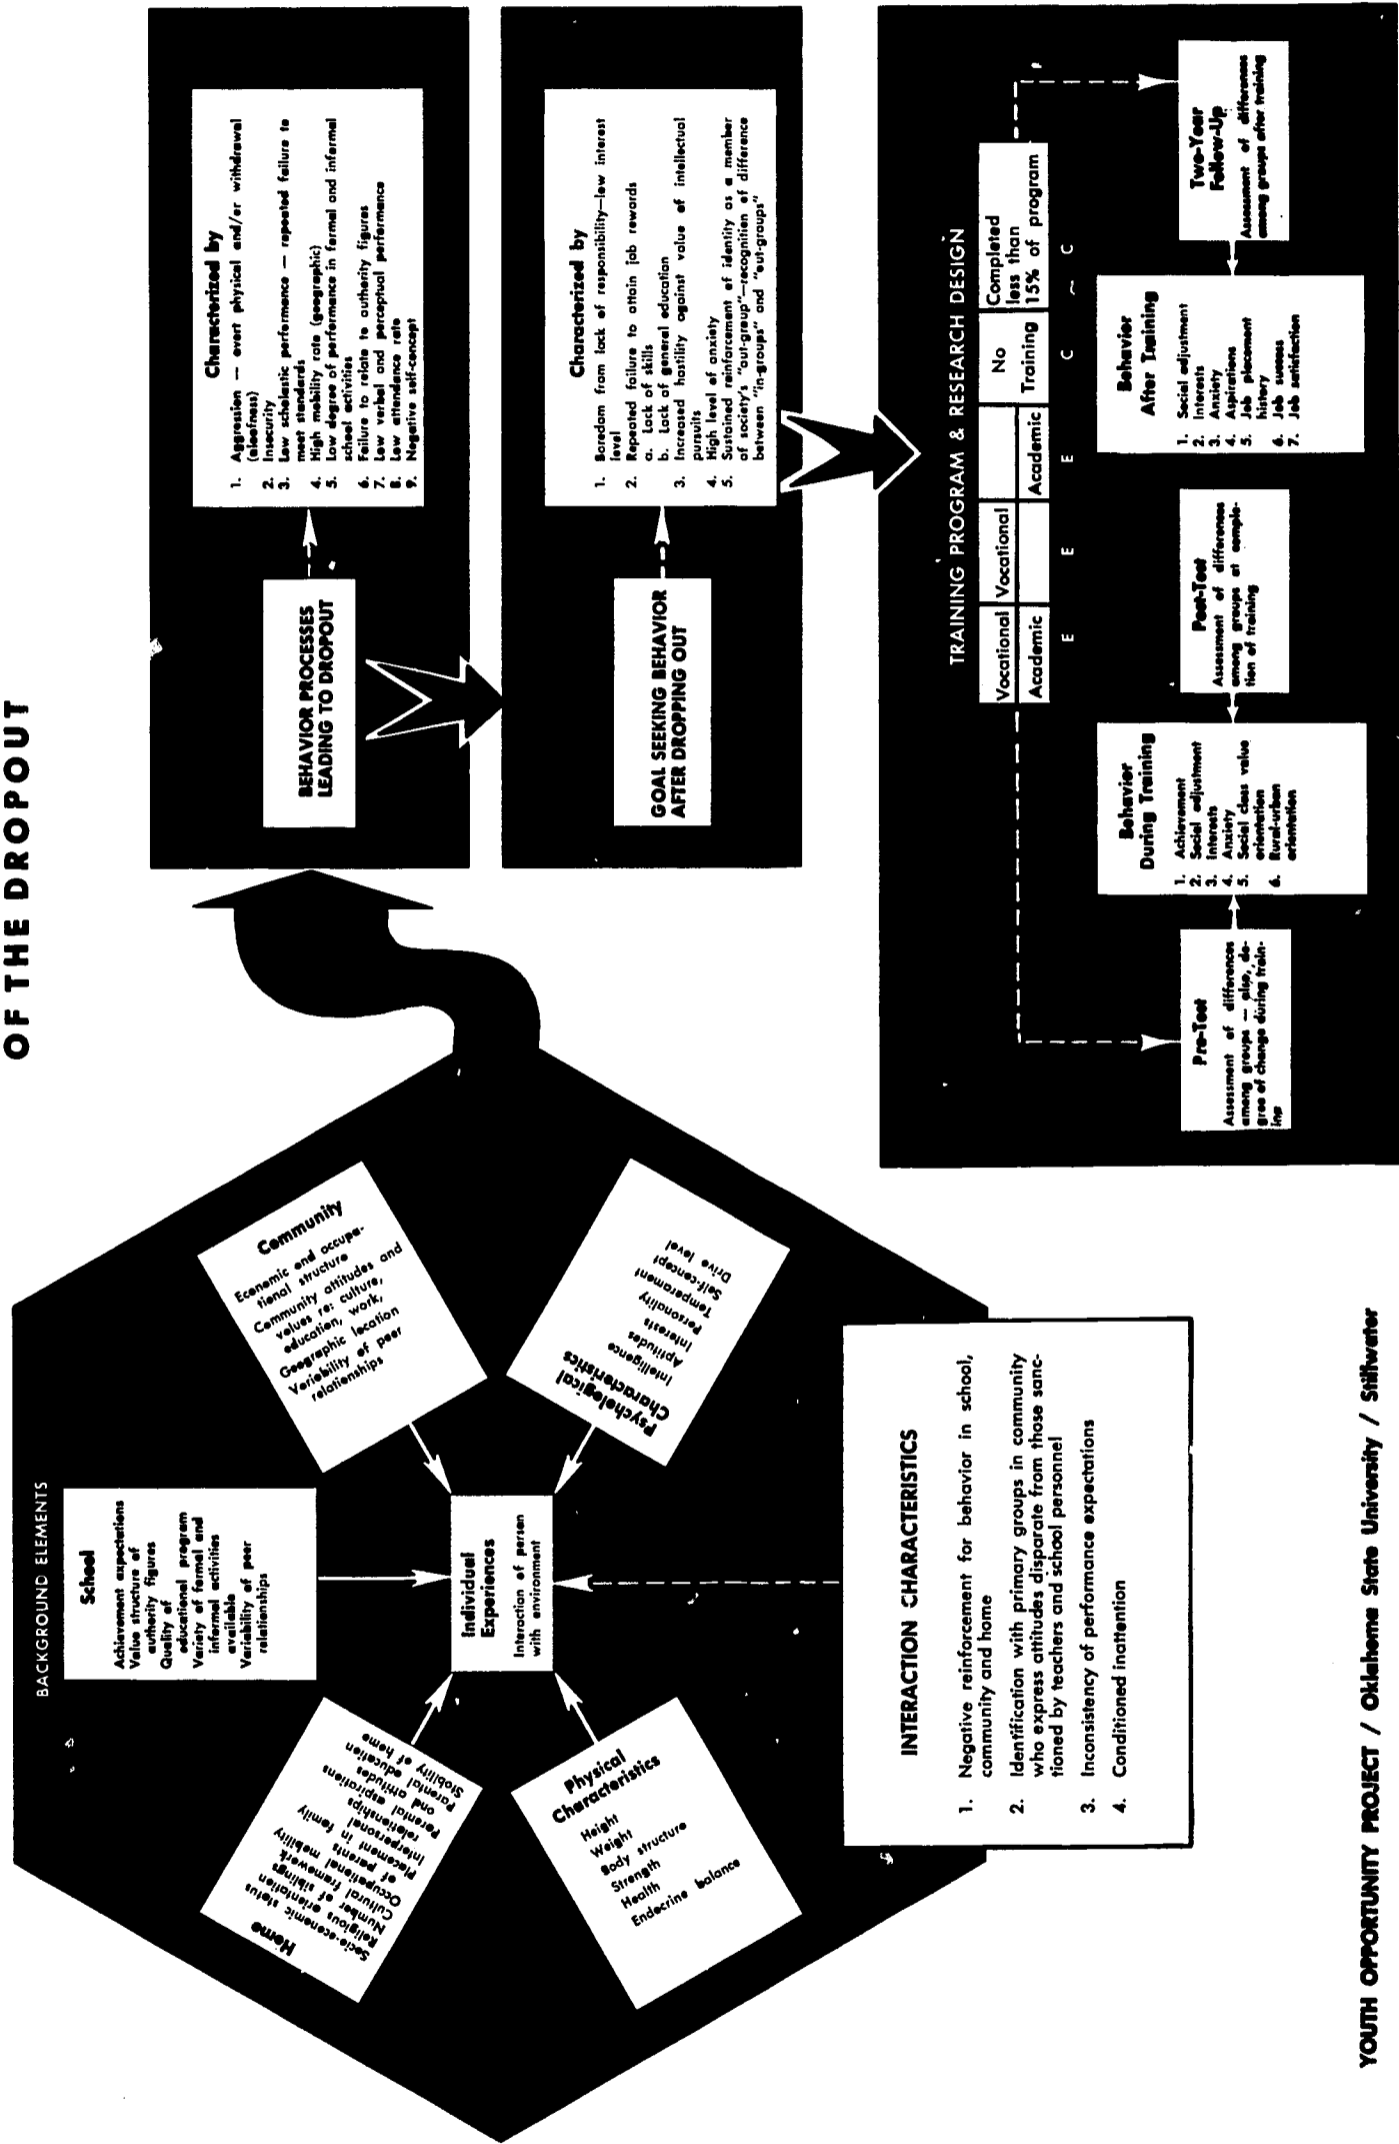 OF THE DROPOUT
BACKGROUND ELEMENTS
Home
Socio-economic status
Religious orientation
Number of siblings
Cultural framework
Occupational mobility
of parents
Placement in family
Interpersonal
relationships
Parental aspirations
and attitudes
Parental education
Stability of home
School
Achievement expectations
Value structure of
authority figures
Quality of
educational program
Variety of formal and
informal activities
available
Variability of peer
relationships
Community
Economic and occupa-
tional structure
Community attitudes and
values re: culture,
education, work,
Geographic location
Variability of peer
relationships
Physical
Characteristics
Height
Weight
Body structure
Strength
Health
Endocrine balance
Individual
Experiences
Interaction of person
with environment
Psychological
Characteristics
Intelligence
Aptitudes
Interests
Personality
Temperament
Self-concept
Drive level
INTERACTION CHARACTERISTICS
1. Negative reinforcement for behavior in school,
community and home
2. Identification with primary groups in community
who express attitudes disparate from those sanc-
tioned by teachers and school personnel
3. Inconsistency of performance expectations
4. Conditioned inattention
BEHAVIOR PROCESSES
LEADING TO DROPOUT
Characterized by
1. Aggression — overt physical and/or withdrawal
(aloofness)
2. Insecurity
3. Low scholastic performance — repeated failure to
meet standards
4. High mobility rate (geographic)
5. Low degree of performance in formal and informal
school activities
6. Failure to relate to authority figures
7. Low verbal and perceptual performance
8. Low attendance rate
9. Negative self-concept
GOAL SEEKING BEHAVIOR
AFTER DROPPING OUT
Characterized by
1. Boredom from lack of responsibility—low interest
level
2. Repeated failure to attain job rewards
a. Lack of skills
b. Lack of general education
3. Increased hostility against value of intellectual
pursuits
4. High level of anxiety
5. Sustained reinforcement of identity as a member
of society's "out-group"—recognition of difference
between "in-groups" and "out-groups"
TRAINING PROGRAM & RESEARCH DESIGN
Vocational
Academic
Vocational
Academic
No
Training
Completed
less than
15% of program
E E E C ~ C
Pre-Test
Assessment of differences
among groups — also, de-
gree of change during train-
ing
Behavior
During Training
1. Achievement
2. Social adjustment
3. Interests
4. Anxiety
5. Social class value
orientation
6. Rural-urban
orientation
Post-Test
Assessment of differences
among groups at comple-
tion of training
Behavior
After Training
1. Social adjustment
2. Interests
3. Anxiety
4. Aspirations
5. Job placement
history
6. Job success
7. Job satisfaction
Two-Year
Follow-Up
Assessment of differences
among groups after training
YOUTH OPPORTUNITY PROJECT / Oklahoma State University / Stillwater